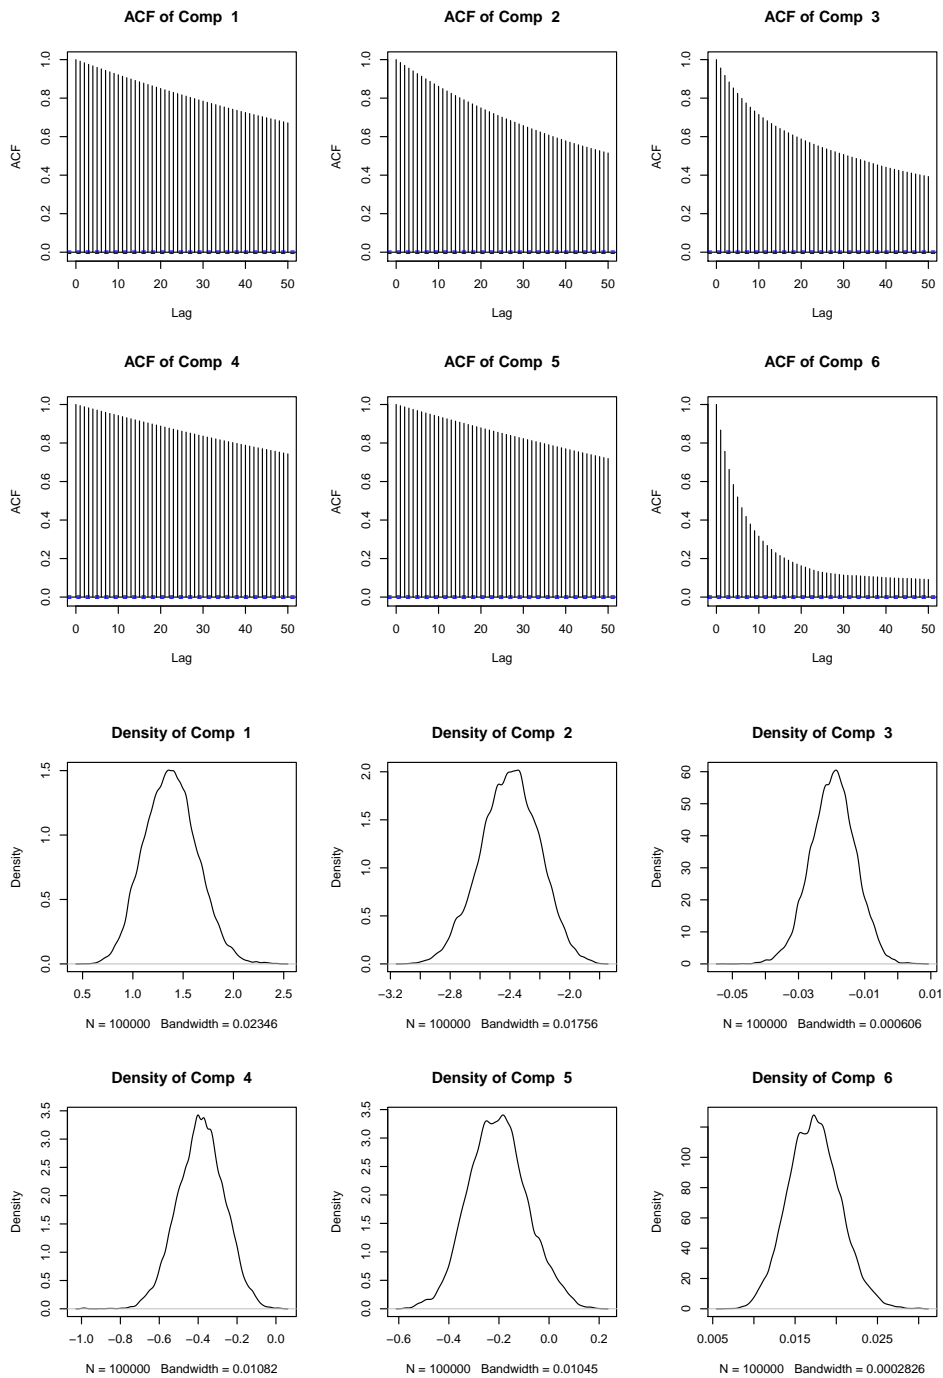 ACF of Comp 1
ACF of Comp 2
ACF of Comp 3
ACF
0.0 0.2 0.4 0.6 0.8 1.0
0 10 20 30 40 50
Lag
ACF
0.0 0.2 0.4 0.6 0.8 1.0
0 10 20 30 40 50
Lag
ACF
0.0 0.2 0.4 0.6 0.8 1.0
0 10 20 30 40 50
Lag
ACF of Comp 4
ACF of Comp 5
ACF of Comp 6
ACF
0.0 0.2 0.4 0.6 0.8 1.0
0 10 20 30 40 50
Lag
ACF
0.0 0.2 0.4 0.6 0.8 1.0
0 10 20 30 40 50
Lag
ACF
0.0 0.2 0.4 0.6 0.8 1.0
0 10 20 30 40 50
Lag
Density of Comp 1
Density of Comp 2
Density of Comp 3
Density
0.0 0.5 1.0 1.5
0.5 1.0 1.5 2.0 2.5
N = 100000 Bandwidth = 0.02346
Density
0.0 0.5 1.0 1.5 2.0
−3.2 −2.8 −2.4 −2.0
N = 100000 Bandwidth = 0.01756
Density
0 10 20 30 40 50 60
−0.05 −0.03 −0.01 0.01
N = 100000 Bandwidth = 0.000606
Density of Comp 4
Density of Comp 5
Density of Comp 6
Density
0.0 0.5 1.0 1.5 2.0 2.5 3.0 3.5
−1.0 −0.8 −0.6 −0.4 −0.2 0.0
N = 100000 Bandwidth = 0.01082
Density
0.0 0.5 1.0 1.5 2.0 2.5 3.0 3.5
−0.6 −0.4 −0.2 0.0 0.2
N = 100000 Bandwidth = 0.01045
Density
0 20 40 60 80 100
0.005 0.015 0.025
N = 100000 Bandwidth = 0.0002826